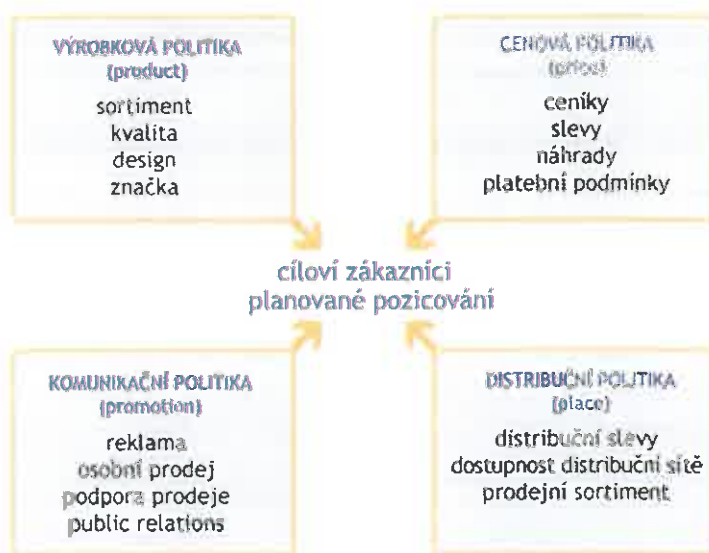 VÝROBKOVÁ POLITIKA
(product)
sortiment
kvalita
design
značka
CENOVÁ POLITIKA
(price)
ceníky
slevy
náhrady
platební podmínky
cíloví zákazníci
planované pozicování
KOMUNIKAČNÍ POLITIKA
(promotion)
reklama
osobní prodej
podpora prodeje
public relations
DISTRIBUČNÍ POLITIKA
(place)
distribuční slevy
dostupnost distribuční sítě
prodejní sortiment